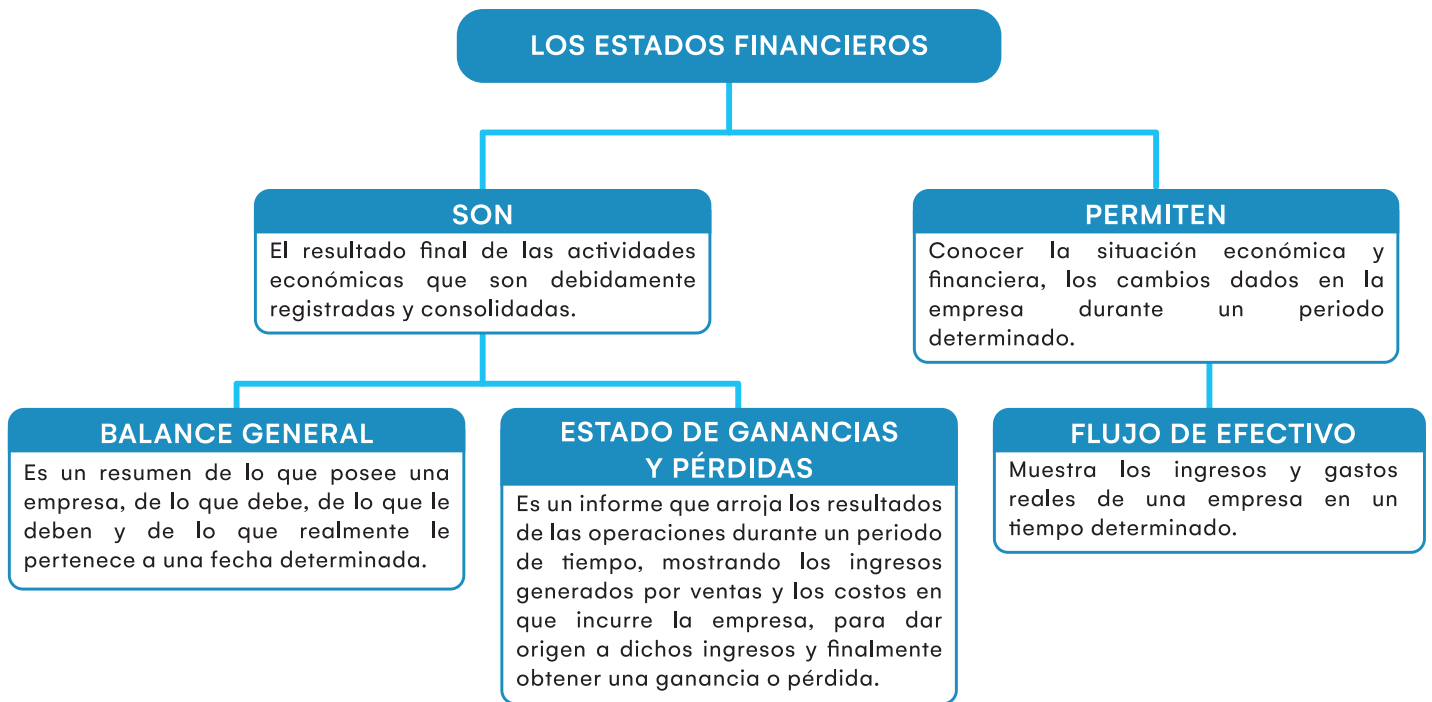 LOS ESTADOS FINANCIEROS
SON
El resultado final de las actividades
económicas que son debidamente
registradas y consolidadas.
PERMITEN
Conocer la situación económica y
financiera, los cambios dados en la
empresa durante un periodo
determinado.
BALANCE GENERAL
Es un resumen de lo que posee una
empresa, de lo que debe, de lo que le
deben y de lo que realmente le
pertenece a una fecha determinada.
ESTADO DE GANANCIAS
Y PÉRDIDAS
Es un informe que arroja los resultados
de las operaciones durante un periodo
de tiempo, mostrando los ingresos
generados por ventas y los costos en
que incurre la empresa, para dar
origen a dichos ingresos y finalmente
obtener una ganancia o pérdida.
FLUJO DE EFECTIVO
Muestra los ingresos y gastos
reales de una empresa en un
tiempo determinado.